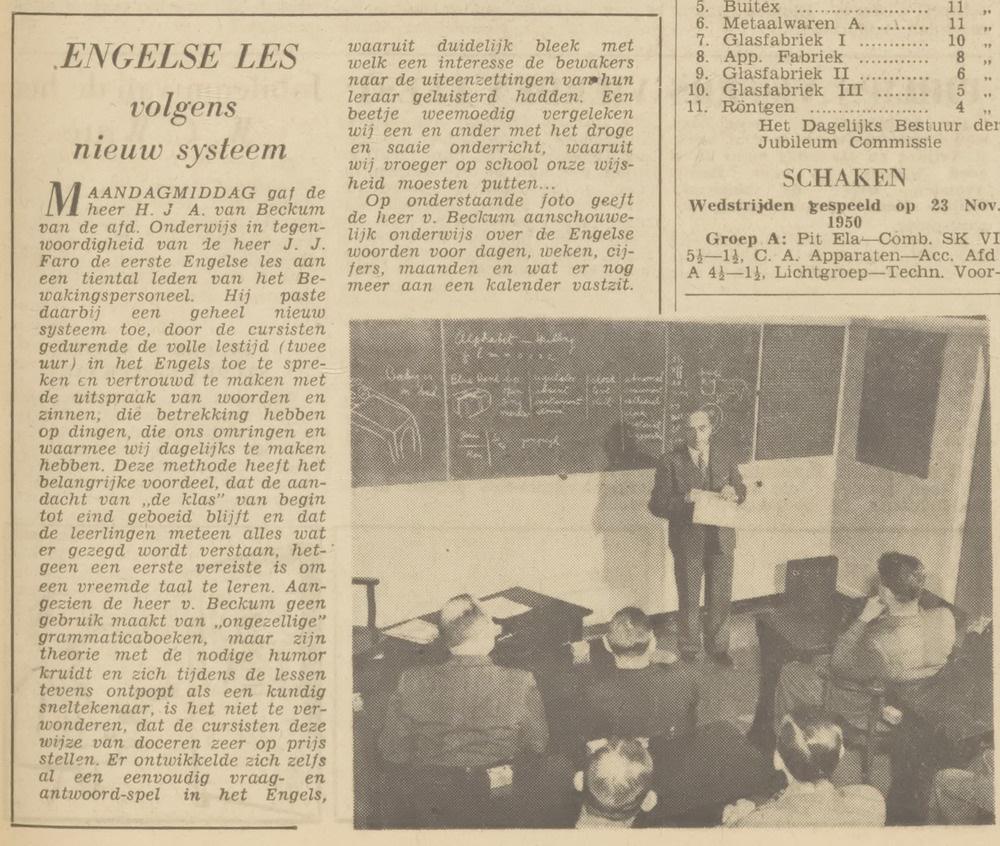 ENGELSE LES
volgens
nieuw systeem
MAANDAGMIDDAG gaf de
heer H. J A. van Beckum
van de afd. Onderwijs in tegen-
woordigheid van de heer J. J.
Faro de eerste Engelse les aan
een tiental leden van het Be-
wakingspersoneel. Hij paste
daarbij een geheel nieuw
systeem toe, door de cursisten
gedurende de volle lestijd (twee
uur) in het Engels toe te spre-
ken en vertrouwd te maken met
de uitspraak van woorden en
zinnen, die betrekking hebben
op dingen, die ons omringen en
waarmee wij dagelijks te maken
hebben. Deze methode heeft het
belangrijke voordeel, dat de aan-
dacht van „de klas” van begin
tot eind geboeid blijft en dat
de leerlingen meteen alles wat
er gezegd wordt verstaan, het-
geen een eerste vereiste is om
een vreemde taal te leren. Aan-
gezien de heer v. Beckum geen
gebruik maakt van „ongezellige”
grammaticaboeken, maar zijn
theorie met de nodige humor
kruidt en zich tijdens de lessen
tevens ontpopt als een kundig
sneltekenaar, is het niet te ver-
wonderen, dat de cursisten deze
wijze van doceren zeer op prijs
stellen. Er ontwikkelde zich zelfs
al een eenvoudig vraag- en
antwoord-spel in het Engels,
waaruit duidelijk bleek met
welk een interesse de bewakers
naar de uiteenzettingen van hun
leraar geluisterd hadden. Een
beetje weemoedig vergeleken
wij een en ander met het droge
en saaie onderricht, waaruit
wij vroeger op school onze wijs-
heid moesten putten...
Op onderstaande foto geeft
de heer v. Beckum aanschouwe-
lijk onderwijs over de Engelse
woorden voor dagen, weken, cij-
fers, maanden en wat er nog
meer aan een kalender vastzit.
5. Buitex ........................ 11 „
6. Metaalwaren A. ........ 11 „
7. Glasfabriek I ............ 10 „
8. App. Fabriek ............ 8 „
9. Glasfabriek II ............ 6 „
10. Glasfabriek III .......... 5 „
11. Röntgen .................... 4 „
Het Dagelijks Bestuur der
Jubileum Commissie
SCHAKEN
Wedstrijden gespeeld op 23 Nov.
1950
Groep A: Pit Ela—Comb. SK VI
5½—1½, C. A. Apparaten—Acc. Afd
A 4½—1½, Lichtgroep—Techn. Voor-
Alphabet